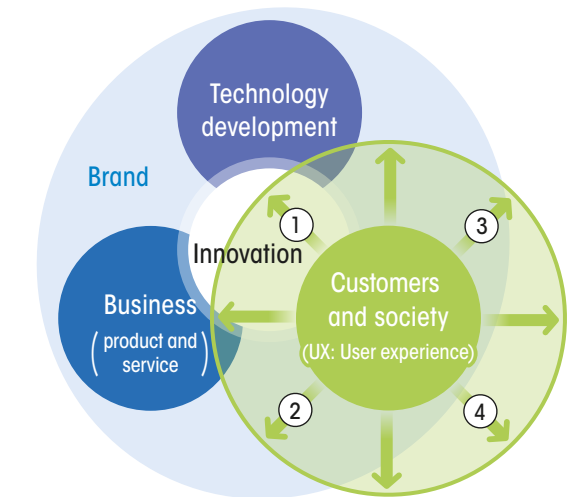 Technology
development
Brand
1
3
Innovation
Customers
and society
(UX: User experience)
Business
(product and
service)
2
4